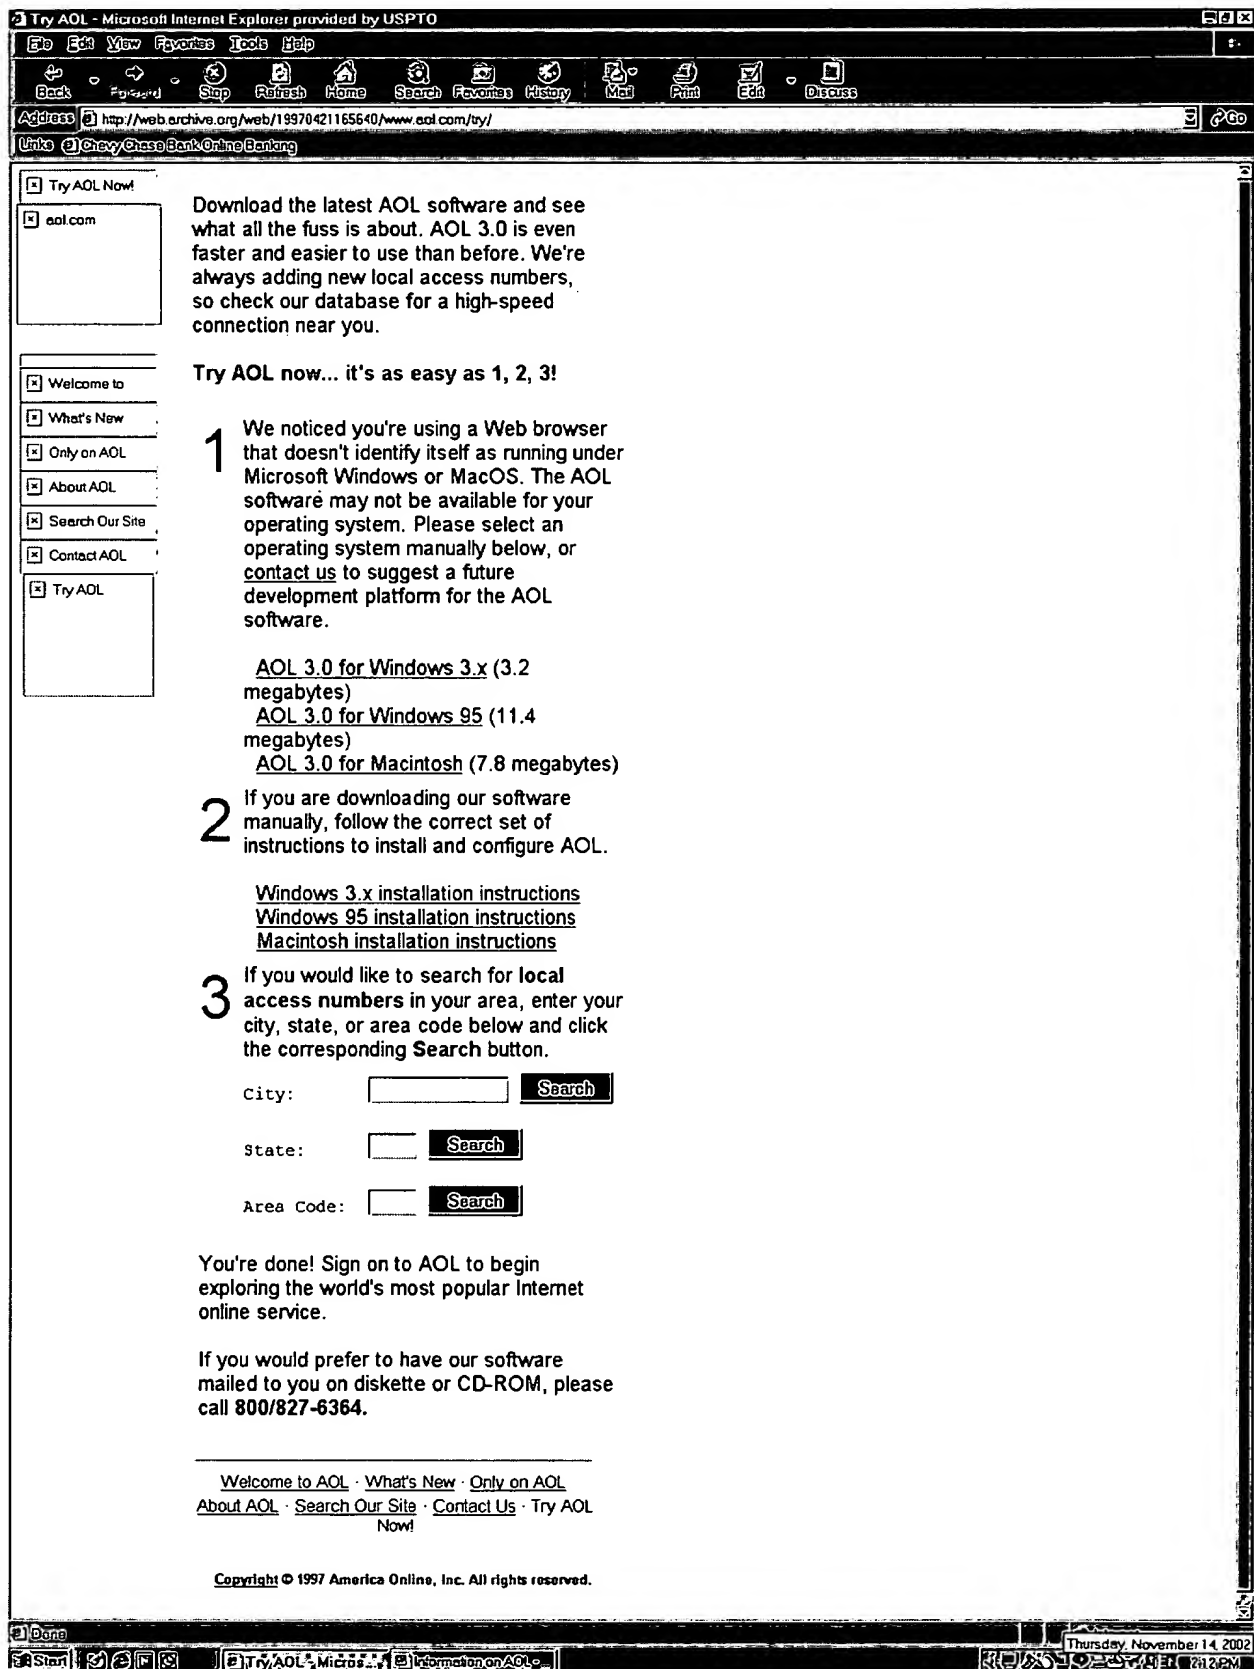 Try AOL - Microsoft Internet Explorer provided by USPTO
File Edit View Favorites Tools Help
Back Forward Stop Refresh Home Search Favorites History Mail Print Edit Discuss
Address http://web.archive.org/web/19970421165640/www.aol.com/try/ Go
Links Chevy Chase Bank Online Banking
Try AOL Now!
aol.com
Welcome to
What's New
Only on AOL
About AOL
Search Our Site
Contact AOL
Try AOL
Download the latest AOL software and see
what all the fuss is about. AOL 3.0 is even
faster and easier to use than before. We're
always adding new local access numbers,
so check our database for a high-speed
connection near you.
Try AOL now... it's as easy as 1, 2, 3!
1 We noticed you're using a Web browser
that doesn't identify itself as running under
Microsoft Windows or MacOS. The AOL
software may not be available for your
operating system. Please select an
operating system manually below, or
contact us to suggest a future
development platform for the AOL
software.
AOL 3.0 for Windows 3.x (3.2
megabytes)
AOL 3.0 for Windows 95 (11.4
megabytes)
AOL 3.0 for Macintosh (7.8 megabytes)
2 If you are downloading our software
manually, follow the correct set of
instructions to install and configure AOL.
Windows 3.x installation instructions
Windows 95 installation instructions
Macintosh installation instructions
3 If you would like to search for local
access numbers in your area, enter your
city, state, or area code below and click
the corresponding Search button.
City: Search
State: Search
Area Code: Search
You're done! Sign on to AOL to begin
exploring the world's most popular Internet
online service.
If you would prefer to have our software
mailed to you on diskette or CD-ROM, please
call 800/827-6364.
Welcome to AOL · What's New · Only on AOL
About AOL · Search Our Site · Contact Us · Try AOL
Now!
Copyright © 1997 America Online, Inc. All rights reserved.
Done
Thursday, November 14, 2002
Start Try AOL - Micros... Information on AOL -... 2:12 PM